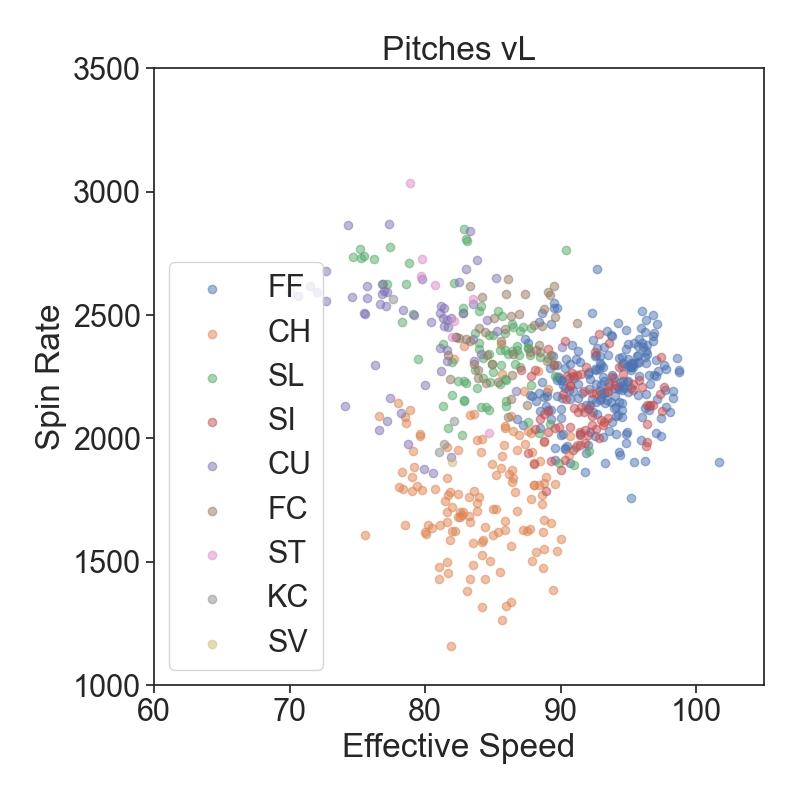 Pitches vL
3500
3000
2500
2000
1500
1000
Spin Rate
FF
CH
SL
SI
CU
FC
ST
KC
SV
60
70
80
90
100
Effective Speed